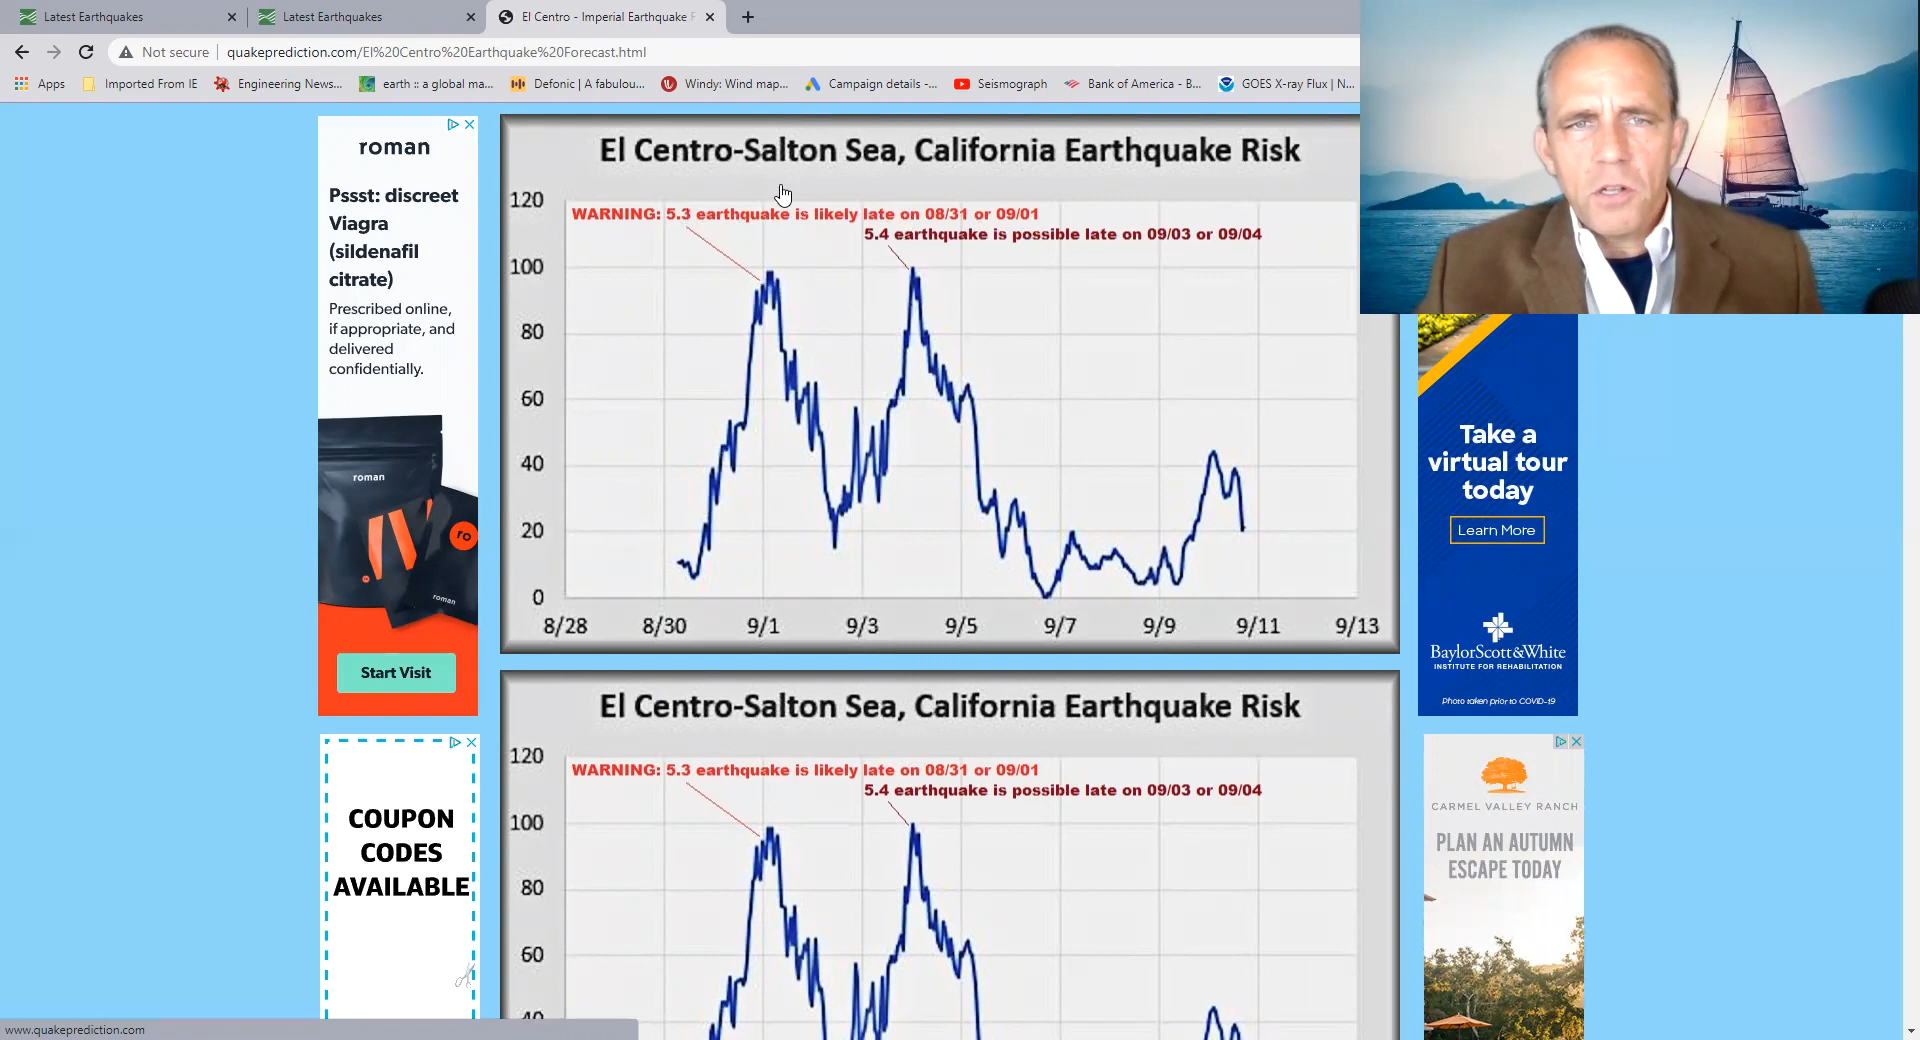 Latest Earthquakes
Latest Earthquakes
El Centro - Imperial Earthquake F
Not secure
quakeprediction.com/El%20Centro%20Earthquake%20Forecast.html
Apps
Imported From IE
Engineering News...
earth :: a global ma...
Defonic | A fabulou...
Windy: Wind map...
Campaign details -...
Seismograph
Bank of America - B...
GOES X-ray Flux | N...
roman
Pssst: discreet
Viagra
(sildenafil
citrate)
Prescribed online,
if appropriate, and
delivered
confidentially.
roman
ro
roman
Start Visit
COUPON
CODES
AVAILABLE
El Centro-Salton Sea, California Earthquake Risk
WARNING: 5.3 earthquake is likely late on 08/31 or 09/01
5.4 earthquake is possible late on 09/03 or 09/04
120
100
80
60
40
20
0
8/28 8/30 9/1 9/3 9/5 9/7 9/9 9/11 9/13
El Centro-Salton Sea, California Earthquake Risk
WARNING: 5.3 earthquake is likely late on 08/31 or 09/01
5.4 earthquake is possible late on 09/03 or 09/04
120
100
80
60
40
Take a
virtual tour
today
Learn More
BaylorScott&White
INSTITUTE FOR REHABILITATION
Photo taken prior to COVID-19
CARMEL VALLEY RANCH
PLAN AN AUTUMN
ESCAPE TODAY
www.quakeprediction.com